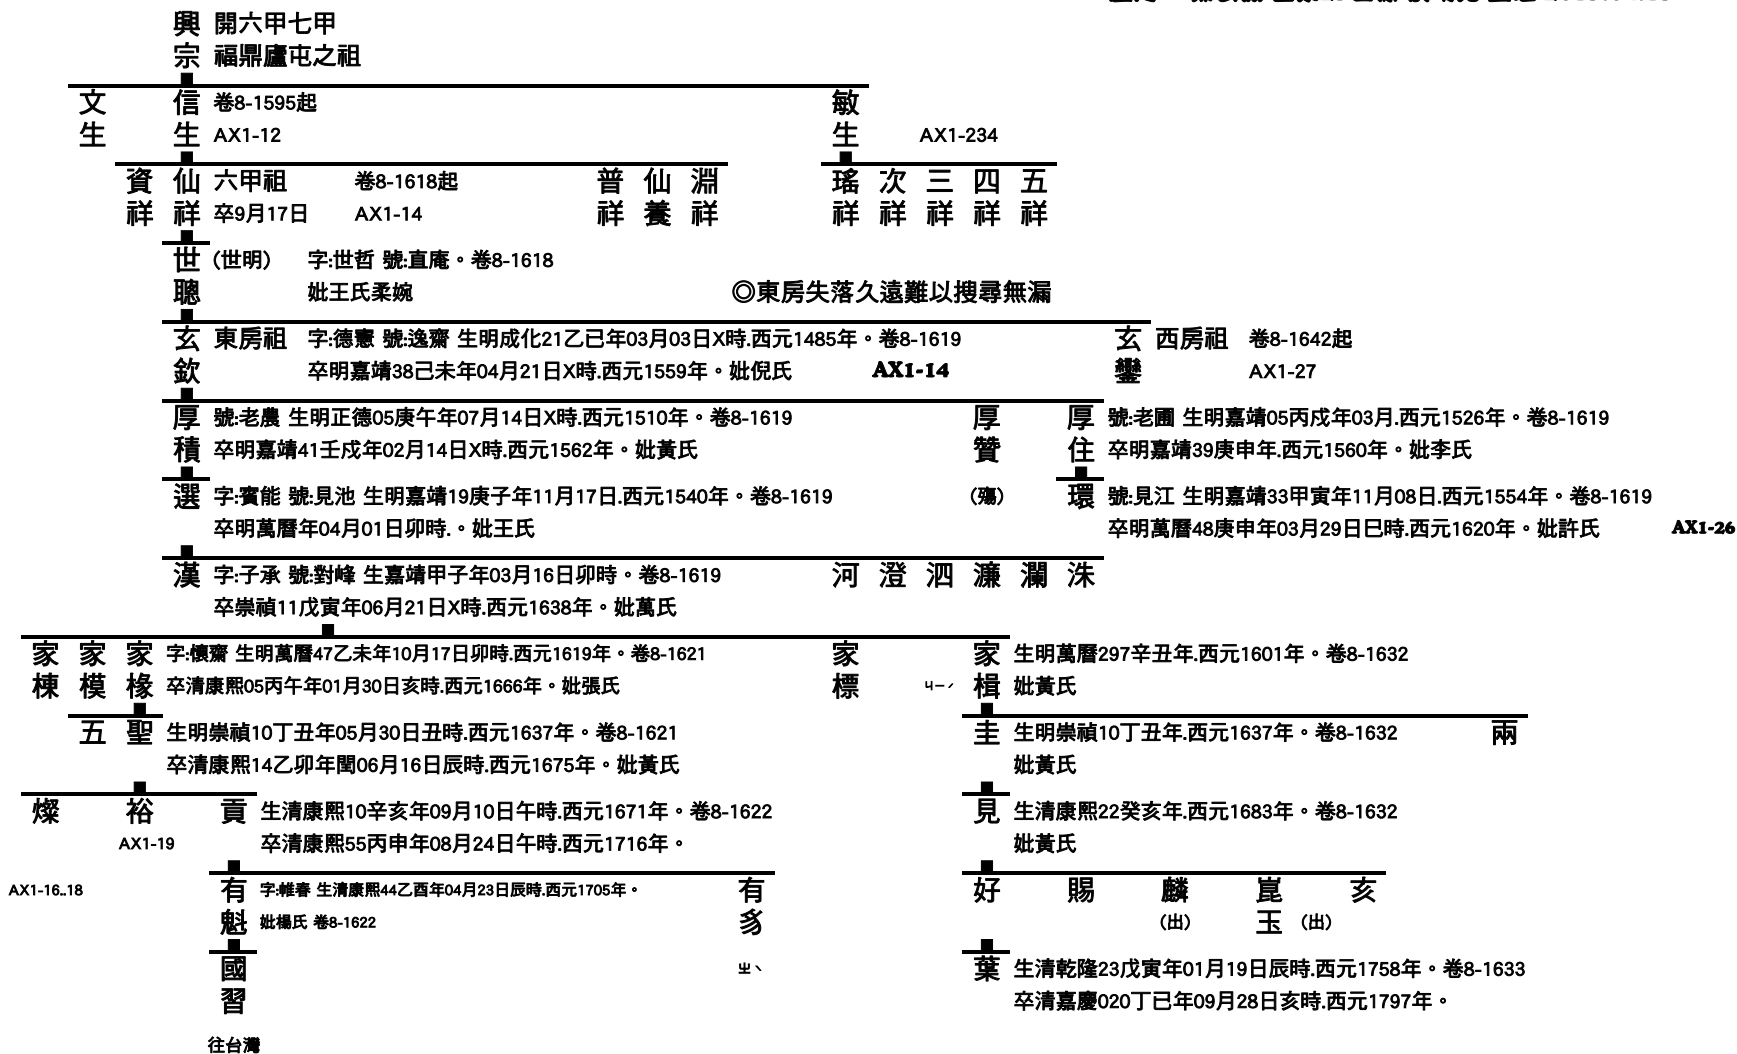 興宗 開六甲七甲
福鼎廬屯之祖
文生 信生 卷8-1595起 敏生
AX1-12 AX1-234
資祥 仙祥 六甲祖 卷8-1618起 普祥 仙養 淵祥 瑤祥 次祥 三祥 四祥 五祥
卒9月17日 AX1-14
世聰 (世明) 字:世哲 號:直庵。卷8-1618
妣王氏柔婉 ◎東房失落久遠難以搜尋無漏
玄欽 東房祖 字:德憲 號:逸齋 生明成化21乙已年03月03日X時.西元1485年。卷8-1619 玄鑾 西房祖 卷8-1642起
卒明嘉靖38己未年04月21日X時.西元1559年。妣倪氏 AX1-14 AX1-27
厚積 號:老農 生明正德05庚午年07月14日X時.西元1510年。卷8-1619 厚贊 厚住 號:老圃 生明嘉靖05丙戍年03月.西元1526年。卷8-1619
卒明嘉靖41壬戍年02月14日X時.西元1562年。妣黃氏 卒明嘉靖39庚申年.西元1560年。妣李氏
選 字:賓能 號:見池 生明嘉靖19庚子年11月17日.西元1540年。卷8-1619 (殤) 環 號:見江 生明嘉靖33甲寅年11月08日.西元1554年。卷8-1619
卒明萬曆年04月01日卯時.。妣王氏 卒明萬曆48庚申年03月29日巳時.西元1620年。妣許氏 AX1-26
漢 字:子承 號:對峰 生嘉靖甲子年03月16日卯時。卷8-1619 河 澄 泗 濂 瀾 洙
卒崇禎11戊寅年06月21日X時.西元1638年。妣萬氏
家棟 家模 家椽 字:懷齋 生明萬曆47乙未年10月17日卯時.西元1619年。卷8-1621 家標 家楫 生明萬曆297辛丑年.西元1601年。卷8-1632
卒清康熙05丙午年01月30日亥時.西元1666年。妣張氏 ㄐㄧˊ 妣黃氏
五 聖 生明崇禎10丁丑年05月30日丑時.西元1637年。卷8-1621 圭 生明崇禎10丁丑年.西元1637年。卷8-1632 兩
卒清康熙14乙卯年閏06月16日辰時.西元1675年。妣黃氏 妣黃氏
燦 裕 貢 生清康熙10辛亥年09月10日午時.西元1671年。卷8-1622 見 生清康熙22癸亥年.西元1683年。卷8-1632
AX1-19 卒清康熙55丙申年08月24日午時.西元1716年。 妣黃氏
AX1-16..18 有魁 字:帷春 生清康熙44乙酉年04月23日辰時.西元1705年。 有豸 好 賜 麟 崑玉 亥
妣楊氏 卷8-1622 (出) (出)
國習 ㄓˋ 葉 生清乾隆23戊寅年01月19日辰時.西元1758年。卷8-1633
卒清嘉慶020丁已年09月28日亥時.西元1797年。
往台灣